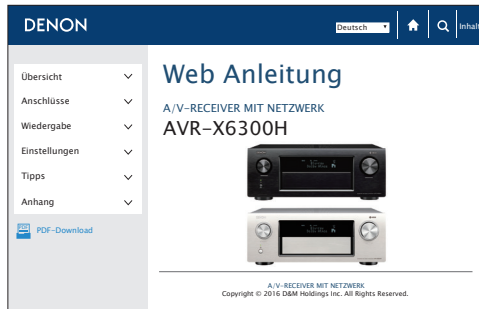 DENON
Deutsch
Inhalt
Übersicht
Anschlüsse
Wiedergabe
Einstellungen
Tipps
Anhang
PDF-Download
Web Anleitung
A/V-RECEIVER MIT NETZWERK
AVR-X6300H
A/V-RECEIVER MIT NETZWERK
Copyright © 2016 D&M Holdings Inc. All Rights Reserved.